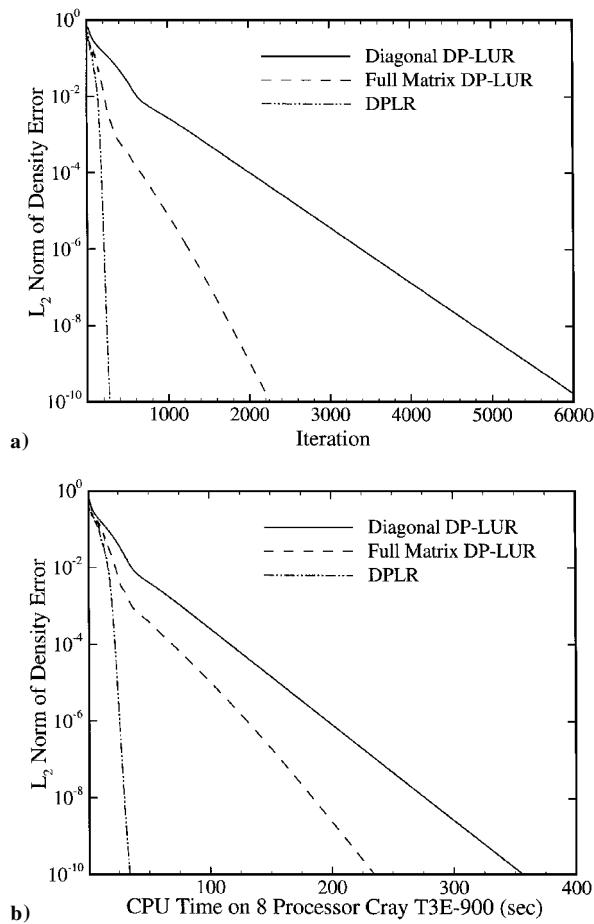 10^0
10^-2
10^-4
10^-6
10^-8
10^-10
L_2 Norm of Density Error
Diagonal DP-LUR
Full Matrix DP-LUR
DPLR
1000 2000 3000 4000 5000 6000
Iteration
a)
10^0
10^-2
10^-4
10^-6
10^-8
10^-10
L_2 Norm of Density Error
Diagonal DP-LUR
Full Matrix DP-LUR
DPLR
100 200 300 400
CPU Time on 8 Processor Cray T3E-900 (sec)
b)